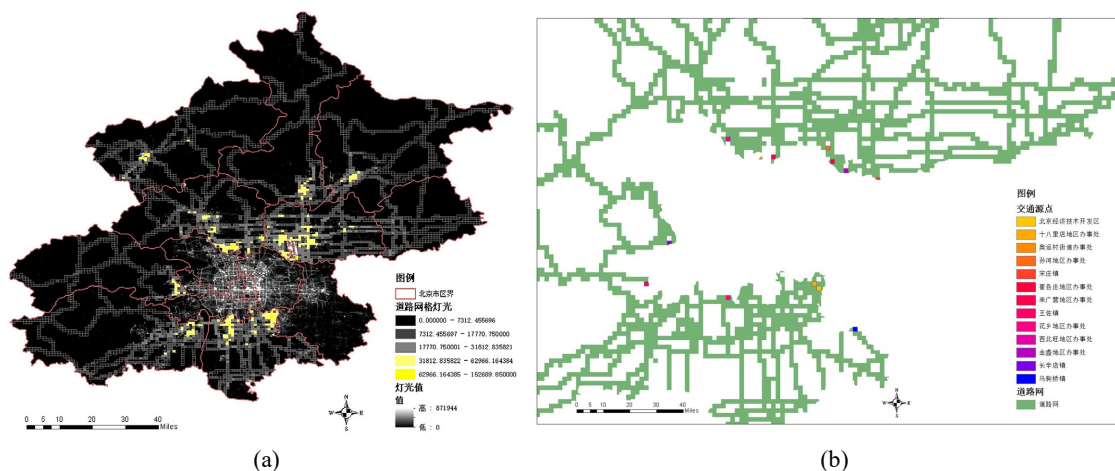 图例
北京市区界
道路网格灯光
0.000000 - 7312.455696
7312.455697 - 17770.750000
17770.750001 - 31812.835821
31812.835822 - 62966.164384
62966.164385 - 152689.850000
灯光值
值
高 : 871944
低 : 0
N
W E
S
0 5 10 20 30 40
Miles
(a)
图例
交通源点
北京经济技术开发区
十八里店地区办事处
奥运村街道办事处
孙河地区办事处
宋庄镇
崔各庄地区办事处
来广营地区办事处
王佐镇
花乡地区办事处
西北旺地区办事处
金盏地区办事处
长辛店镇
马驹桥镇
道路网
道路网
N
W E
S
0 5 10 20 30 40
Miles
(b)